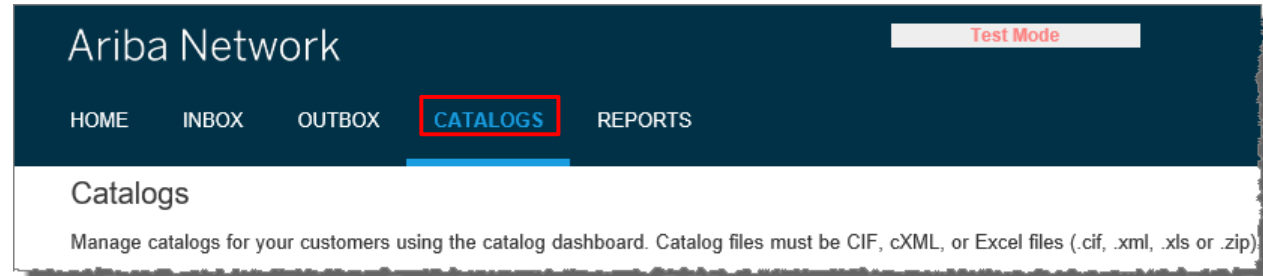 Ariba Network
Test Mode
HOME INBOX OUTBOX CATALOGS REPORTS
Catalogs
Manage catalogs for your customers using the catalog dashboard. Catalog files must be CIF, cXML, or Excel files (.cif, .xml, .xls or .zip)